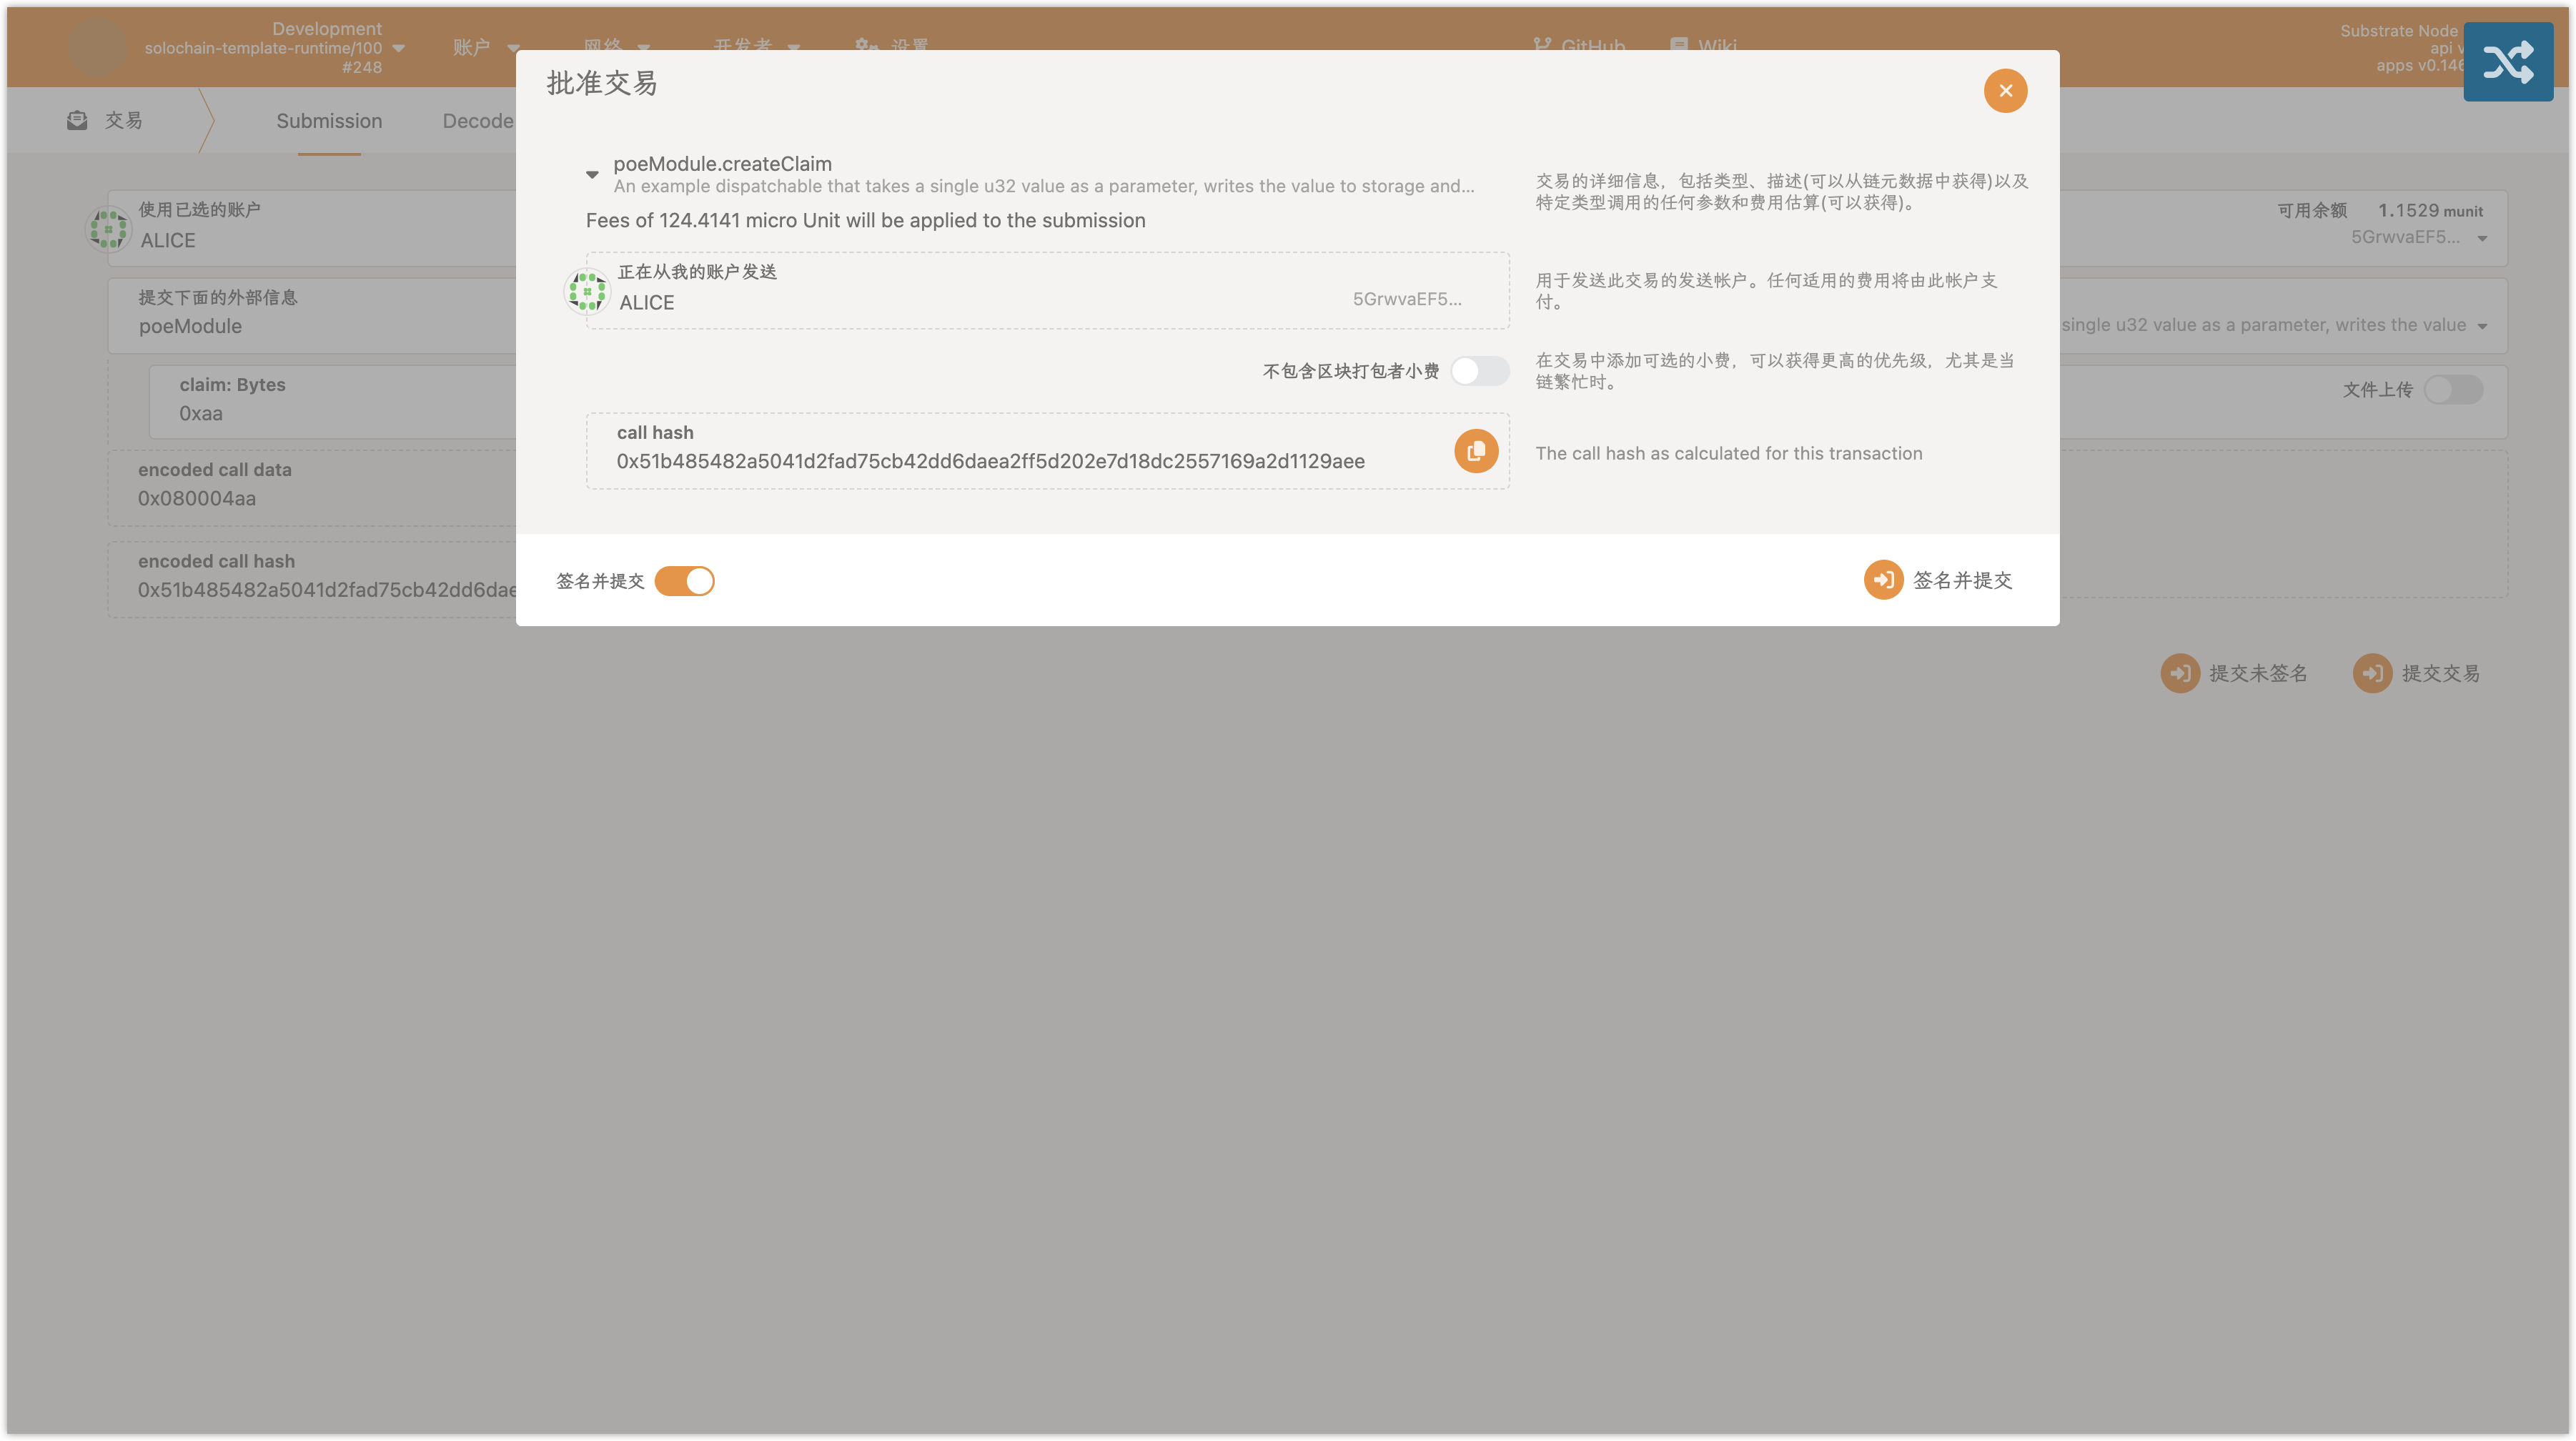 Development
solochain-template-runtime/100
#248
账户
网络
开发者
设置
GitHub
Wiki
Substrate Node
api v
apps v0.146
交易
Submission
Decode
批准交易
poeModule.createClaim
An example dispatchable that takes a single u32 value as a parameter, writes the value to storage and...
Fees of 124.4141 micro Unit will be applied to the submission
交易的详细信息，包括类型、描述(可以从链元数据中获得)以及
特定类型调用的任何参数和费用估算(可以获得)。
正在从我的账户发送
ALICE
5GrwvaEF5...
用于发送此交易的发送帐户。任何适用的费用将由此帐户支
付。
不包含区块打包者小费
在交易中添加可选的小费，可以获得更高的优先级，尤其是当
链繁忙时。
call hash
0x51b485482a5041d2fad75cb42dd6daea2ff5d202e7d18dc2557169a2d1129aee
The call hash as calculated for this transaction
签名并提交
签名并提交
使用已选的账户
ALICE
可用余额 1.1529 munit
5GrwvaEF5...
提交下面的外部信息
poeModule
single u32 value as a parameter, writes the value
claim: Bytes
0xaa
文件上传
encoded call data
0x080004aa
encoded call hash
0x51b485482a5041d2fad75cb42dd6dae
提交未签名
提交交易